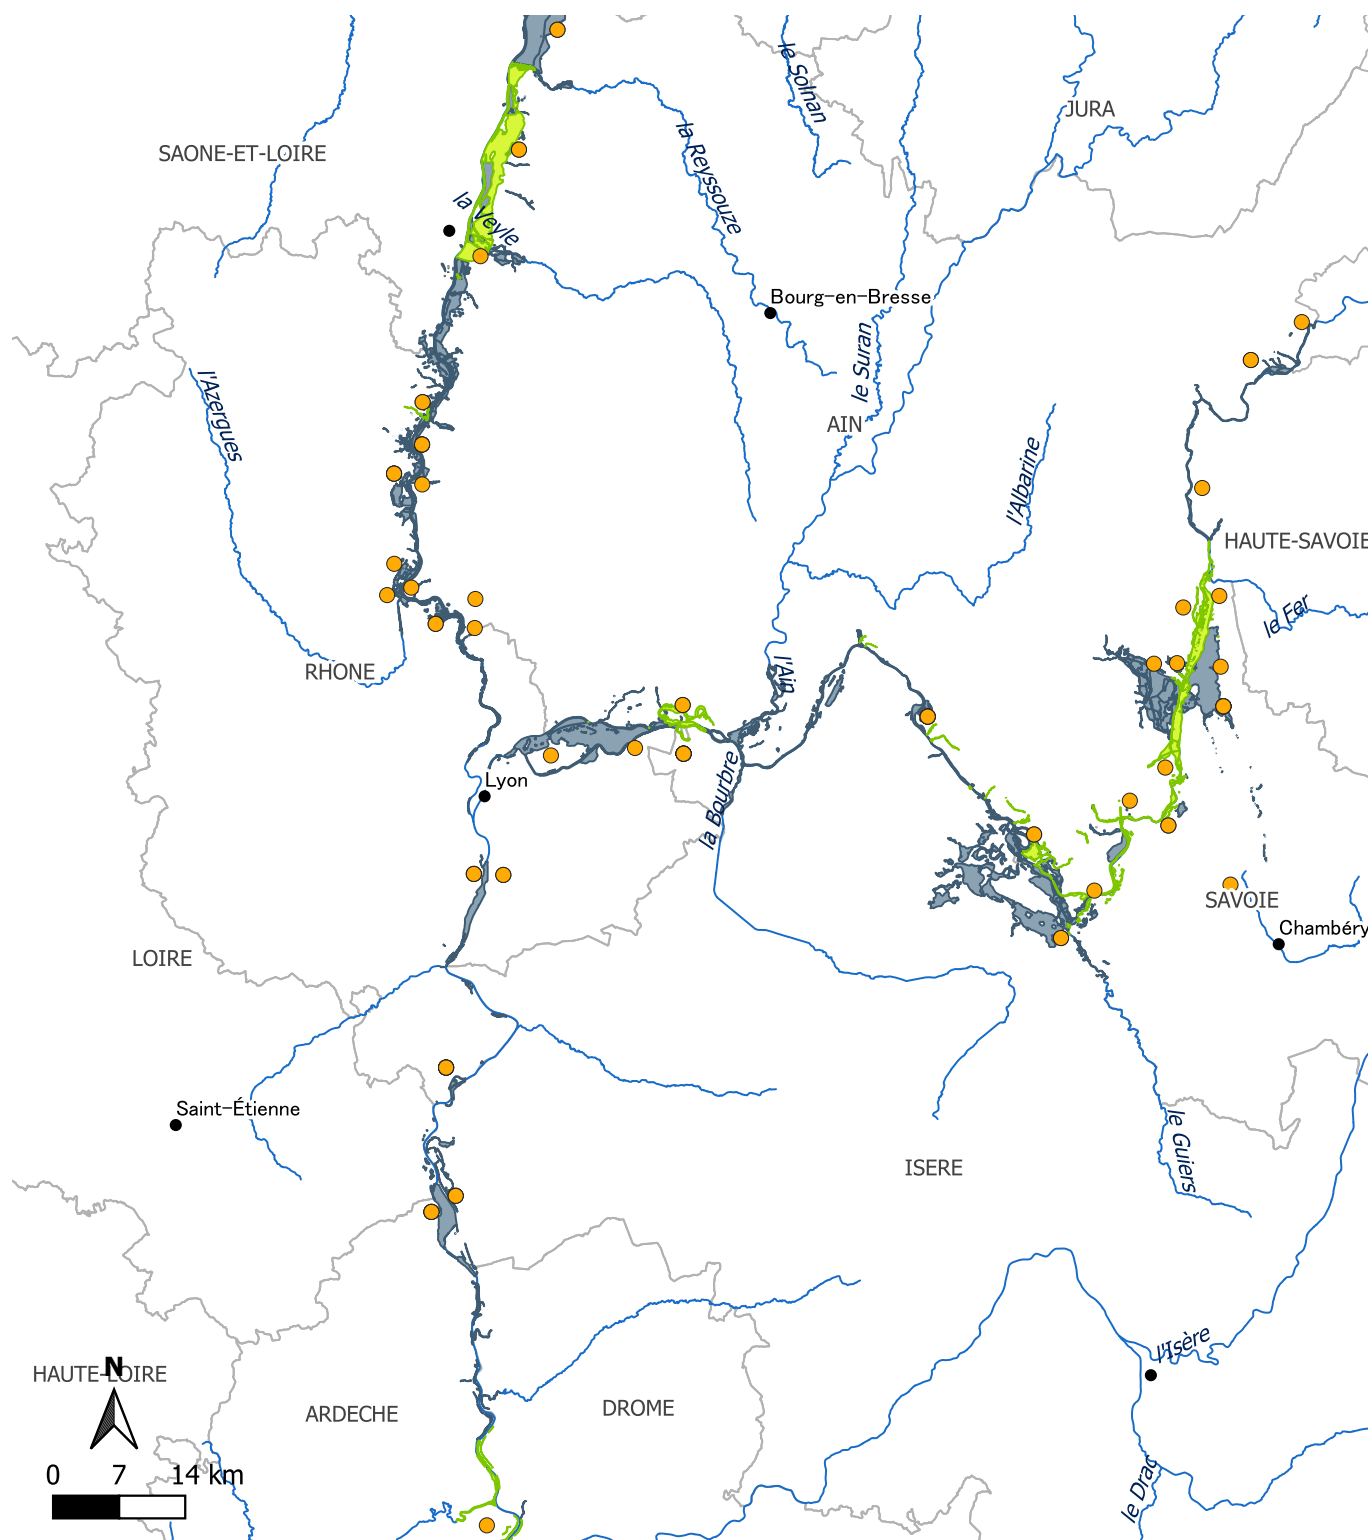 le Solnan
JURA
la Reyssouze
SAONE-ET-LOIRE
la Veyle
Bourg-en-Bresse
le Suran
l'Azergues
AIN
l'Albarine
HAUTE-SAVOIE
le Fer
RHONE
l'Ain
Lyon
la Bourbre
SAVOIE
Chambéry
LOIRE
Saint-Étienne
le Guiers
ISERE
l'Isère
HAUTE-LOIRE
N
ARDECHE
DROME
0 7 14 km
le Drac